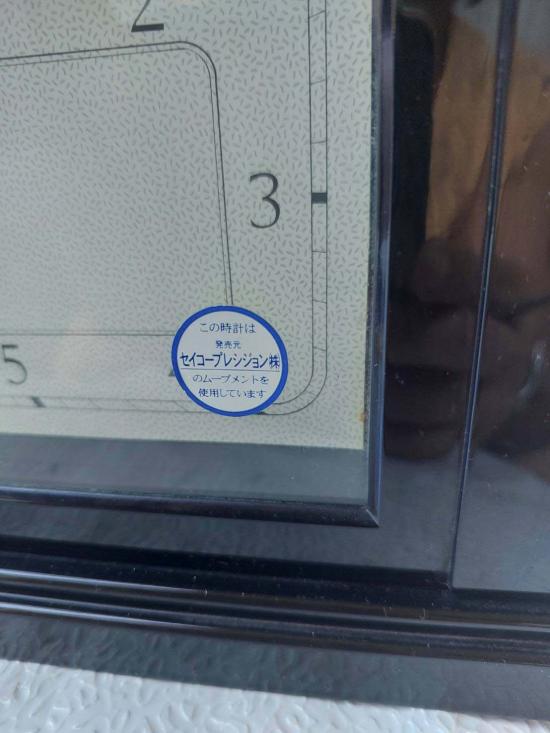 2
3
5
この時計は
発売元
セイコープレシジョン㈱
のムーブメントを
使用しています